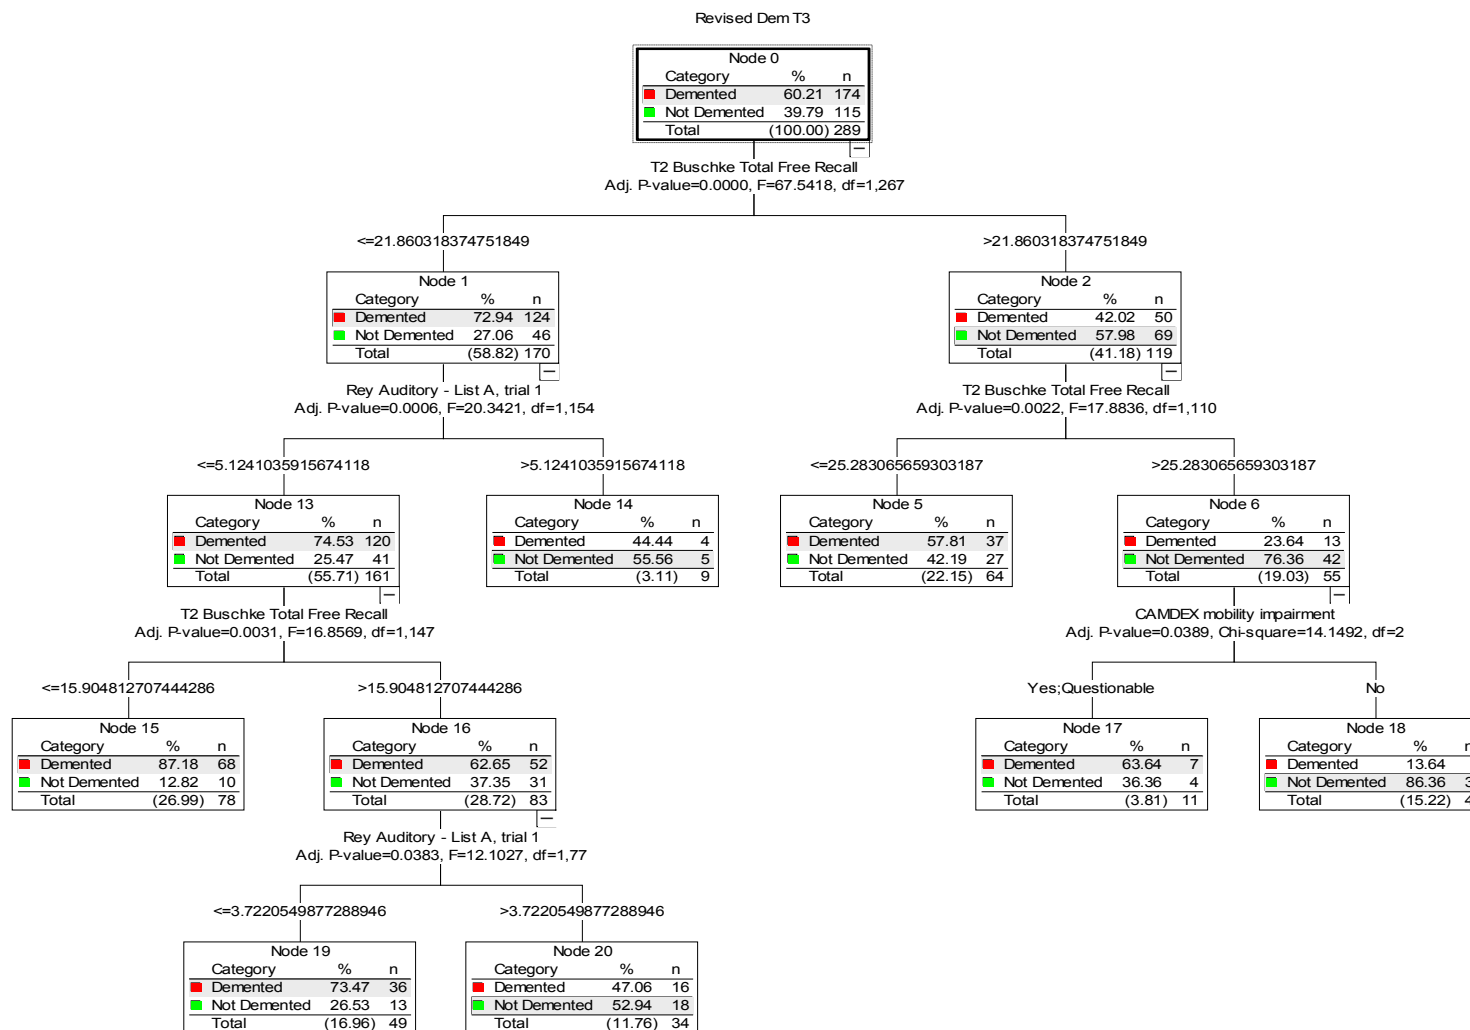 Revised Dem T3
Node 0
Category % n
Demented 60.21 174
Not Demented 39.79 115
Total (100.00) 289
T2 Buschke Total Free Recall
Adj. P-value=0.0000, F=67.5418, df=1,267
<=21.860318374751849
>21.860318374751849
Node 1
Category % n
Demented 72.94 124
Not Demented 27.06 46
Total (58.82) 170
Node 2
Category % n
Demented 42.02 50
Not Demented 57.98 69
Total (41.18) 119
Rey Auditory - List A, trial 1
Adj. P-value=0.0006, F=20.3421, df=1,154
T2 Buschke Total Free Recall
Adj. P-value=0.0022, F=17.8836, df=1,110
<=5.1241035915674118
>5.1241035915674118
<=25.283065659303187
>25.283065659303187
Node 13
Category % n
Demented 74.53 120
Not Demented 25.47 41
Total (55.71) 161
Node 14
Category % n
Demented 44.44 4
Not Demented 55.56 5
Total (3.11) 9
Node 5
Category % n
Demented 57.81 37
Not Demented 42.19 27
Total (22.15) 64
Node 6
Category % n
Demented 23.64 13
Not Demented 76.36 42
Total (19.03) 55
T2 Buschke Total Free Recall
Adj. P-value=0.0031, F=16.8569, df=1,147
CAMDEX mobility impairment
Adj. P-value=0.0389, Chi-square=14.1492, df=2
<=15.904812707444286
>15.904812707444286
Yes;Questionable
No
Node 15
Category % n
Demented 87.18 68
Not Demented 12.82 10
Total (26.99) 78
Node 16
Category % n
Demented 62.65 52
Not Demented 37.35 31
Total (28.72) 83
Node 17
Category % n
Demented 63.64 7
Not Demented 36.36 4
Total (3.81) 11
Node 18
Category %
Demented 13.64
Not Demented 86.36
Total (15.22)
Rey Auditory - List A, trial 1
Adj. P-value=0.0383, F=12.1027, df=1,77
<=3.7220549877288946
>3.7220549877288946
Node 19
Category % n
Demented 73.47 36
Not Demented 26.53 13
Total (16.96) 49
Node 20
Category % n
Demented 47.06 16
Not Demented 52.94 18
Total (11.76) 34